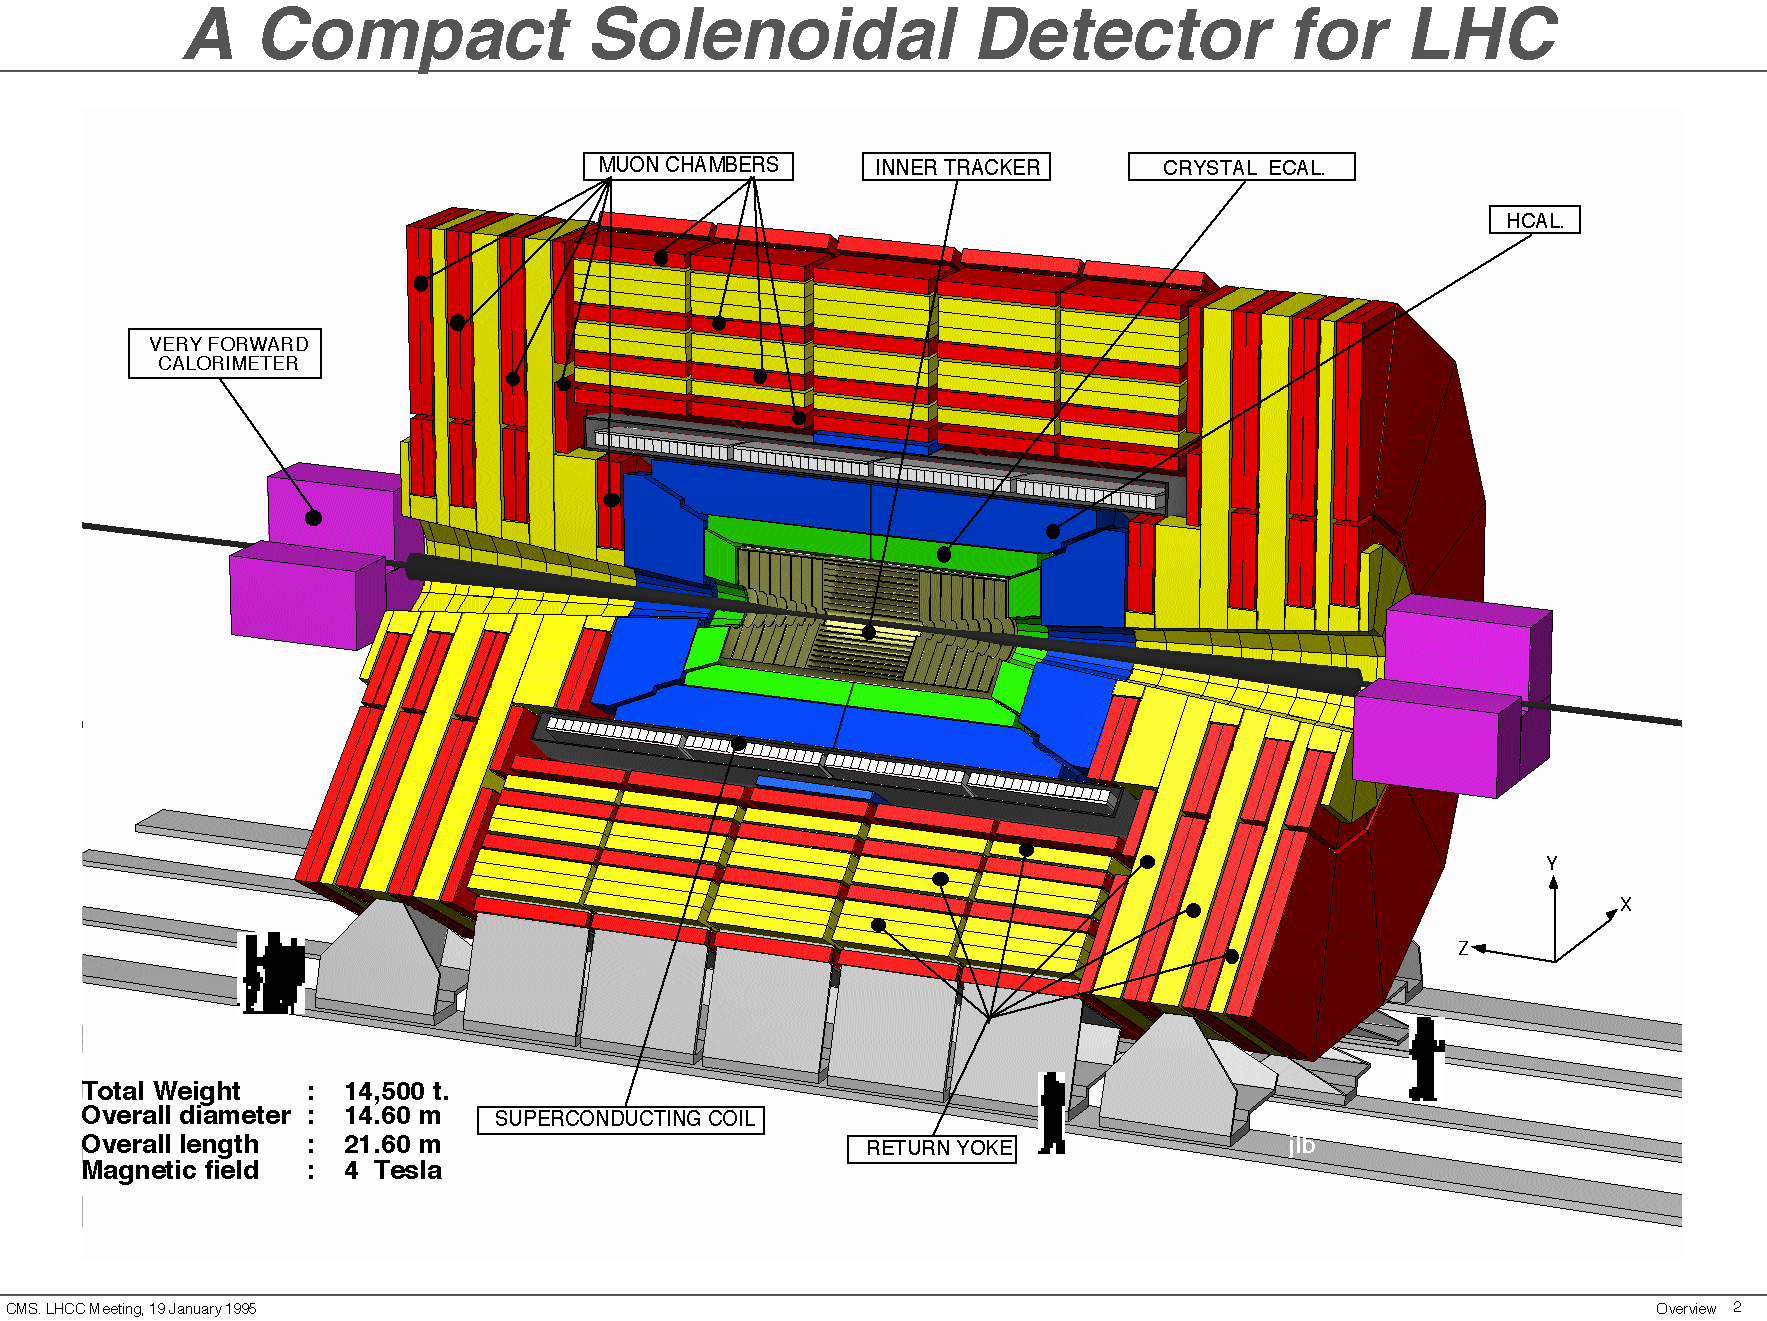 A Compact Solenoidal Detector for LHC
MUON CHAMBERS
INNER TRACKER
CRYSTAL ECAL.
HCAL.
VERY FORWARD
CALORIMETER
Y
X
Z
Total Weight : 14,500 t.
Overall diameter : 14.60 m
Overall length : 21.60 m
Magnetic field : 4 Tesla
SUPERCONDUCTING COIL
RETURN YOKE
jlb
CMS. LHCC Meeting, 19 January 1995
Overview 2